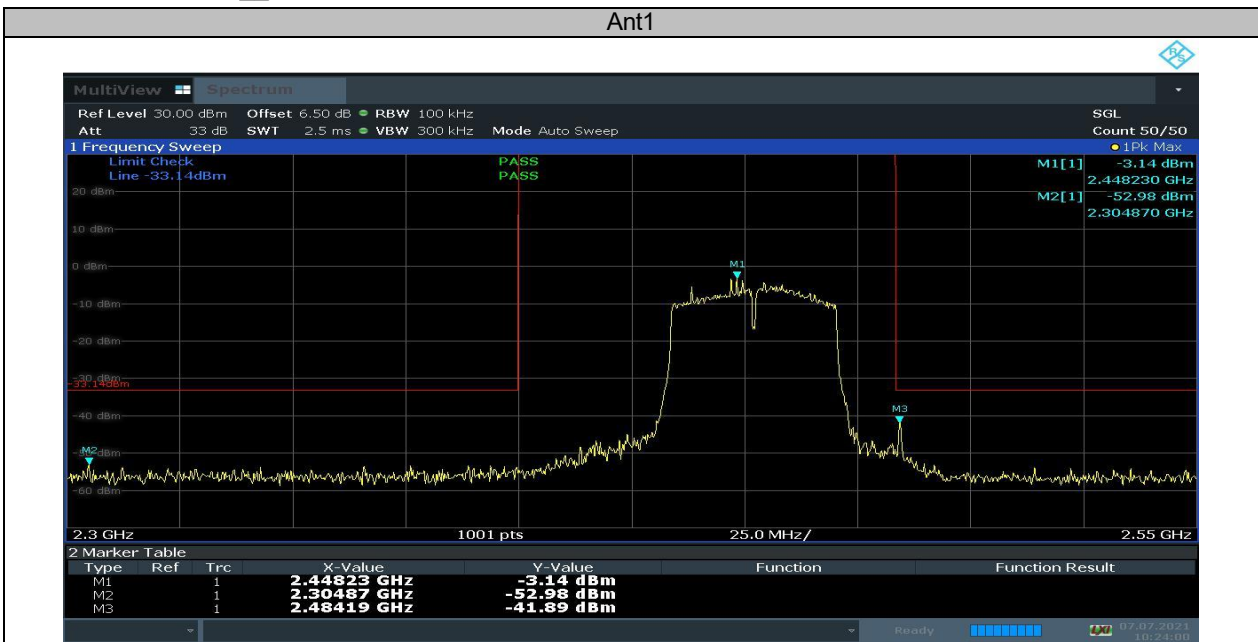 Ant1
R&S
MultiView Spectrum
Ref Level 30.00 dBm Offset 6.50 dB RBW 100 kHz SGL
Att 33 dB SWT 2.5 ms VBW 300 kHz Mode Auto Sweep Count 50/50
1 Frequency Sweep 1Pk Max
Limit Check PASS M1[1] -3.14 dBm
Line -33.14dBm PASS 2.448230 GHz
20 dBm M2[1] -52.98 dBm
2.304870 GHz
10 dBm
M1
0 dBm
-10 dBm
-20 dBm
-30 dBm
-33.14dBm
M3
-40 dBm
M2
-50 dBm
-60 dBm
2.3 GHz 1001 pts 25.0 MHz/ 2.55 GHz
2 Marker Table
Type Ref Trc X-Value Y-Value Function Function Result
M1 1 2.44823 GHz -3.14 dBm
M2 1 2.30487 GHz -52.98 dBm
M3 1 2.48419 GHz -41.89 dBm
Ready LXI 07.07.2021
10:24:00